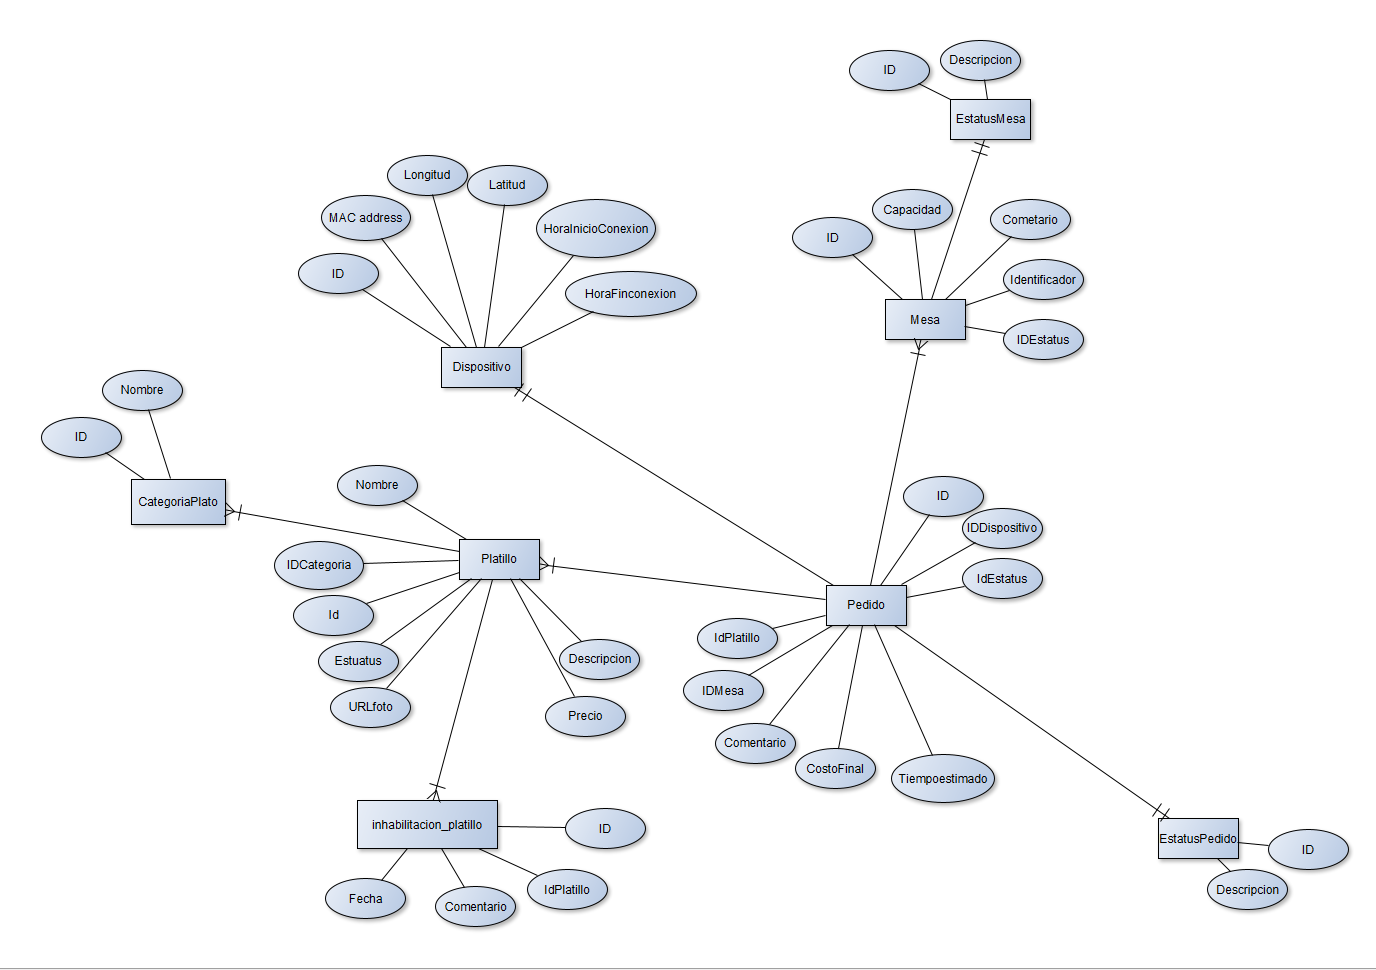 Descripcion
ID
EstatusMesa
Longitud
Latitud
MAC address
HoraInicioConexion
ID
HoraFinconexion
Dispositivo
Capacidad
Cometario
ID
Identificador
Mesa
IDEstatus
Nombre
ID
CategoriaPlato
Nombre
IDCategoria
Platillo
Id
Estuatus
URLfoto
Descripcion
Precio
ID
IDDispositivo
IdEstatus
Pedido
IdPlatillo
IDMesa
Comentario
CostoFinal
Tiempoestimado
inhabilitacion_platillo
ID
IdPlatillo
Fecha
Comentario
EstatusPedido
ID
Descripcion